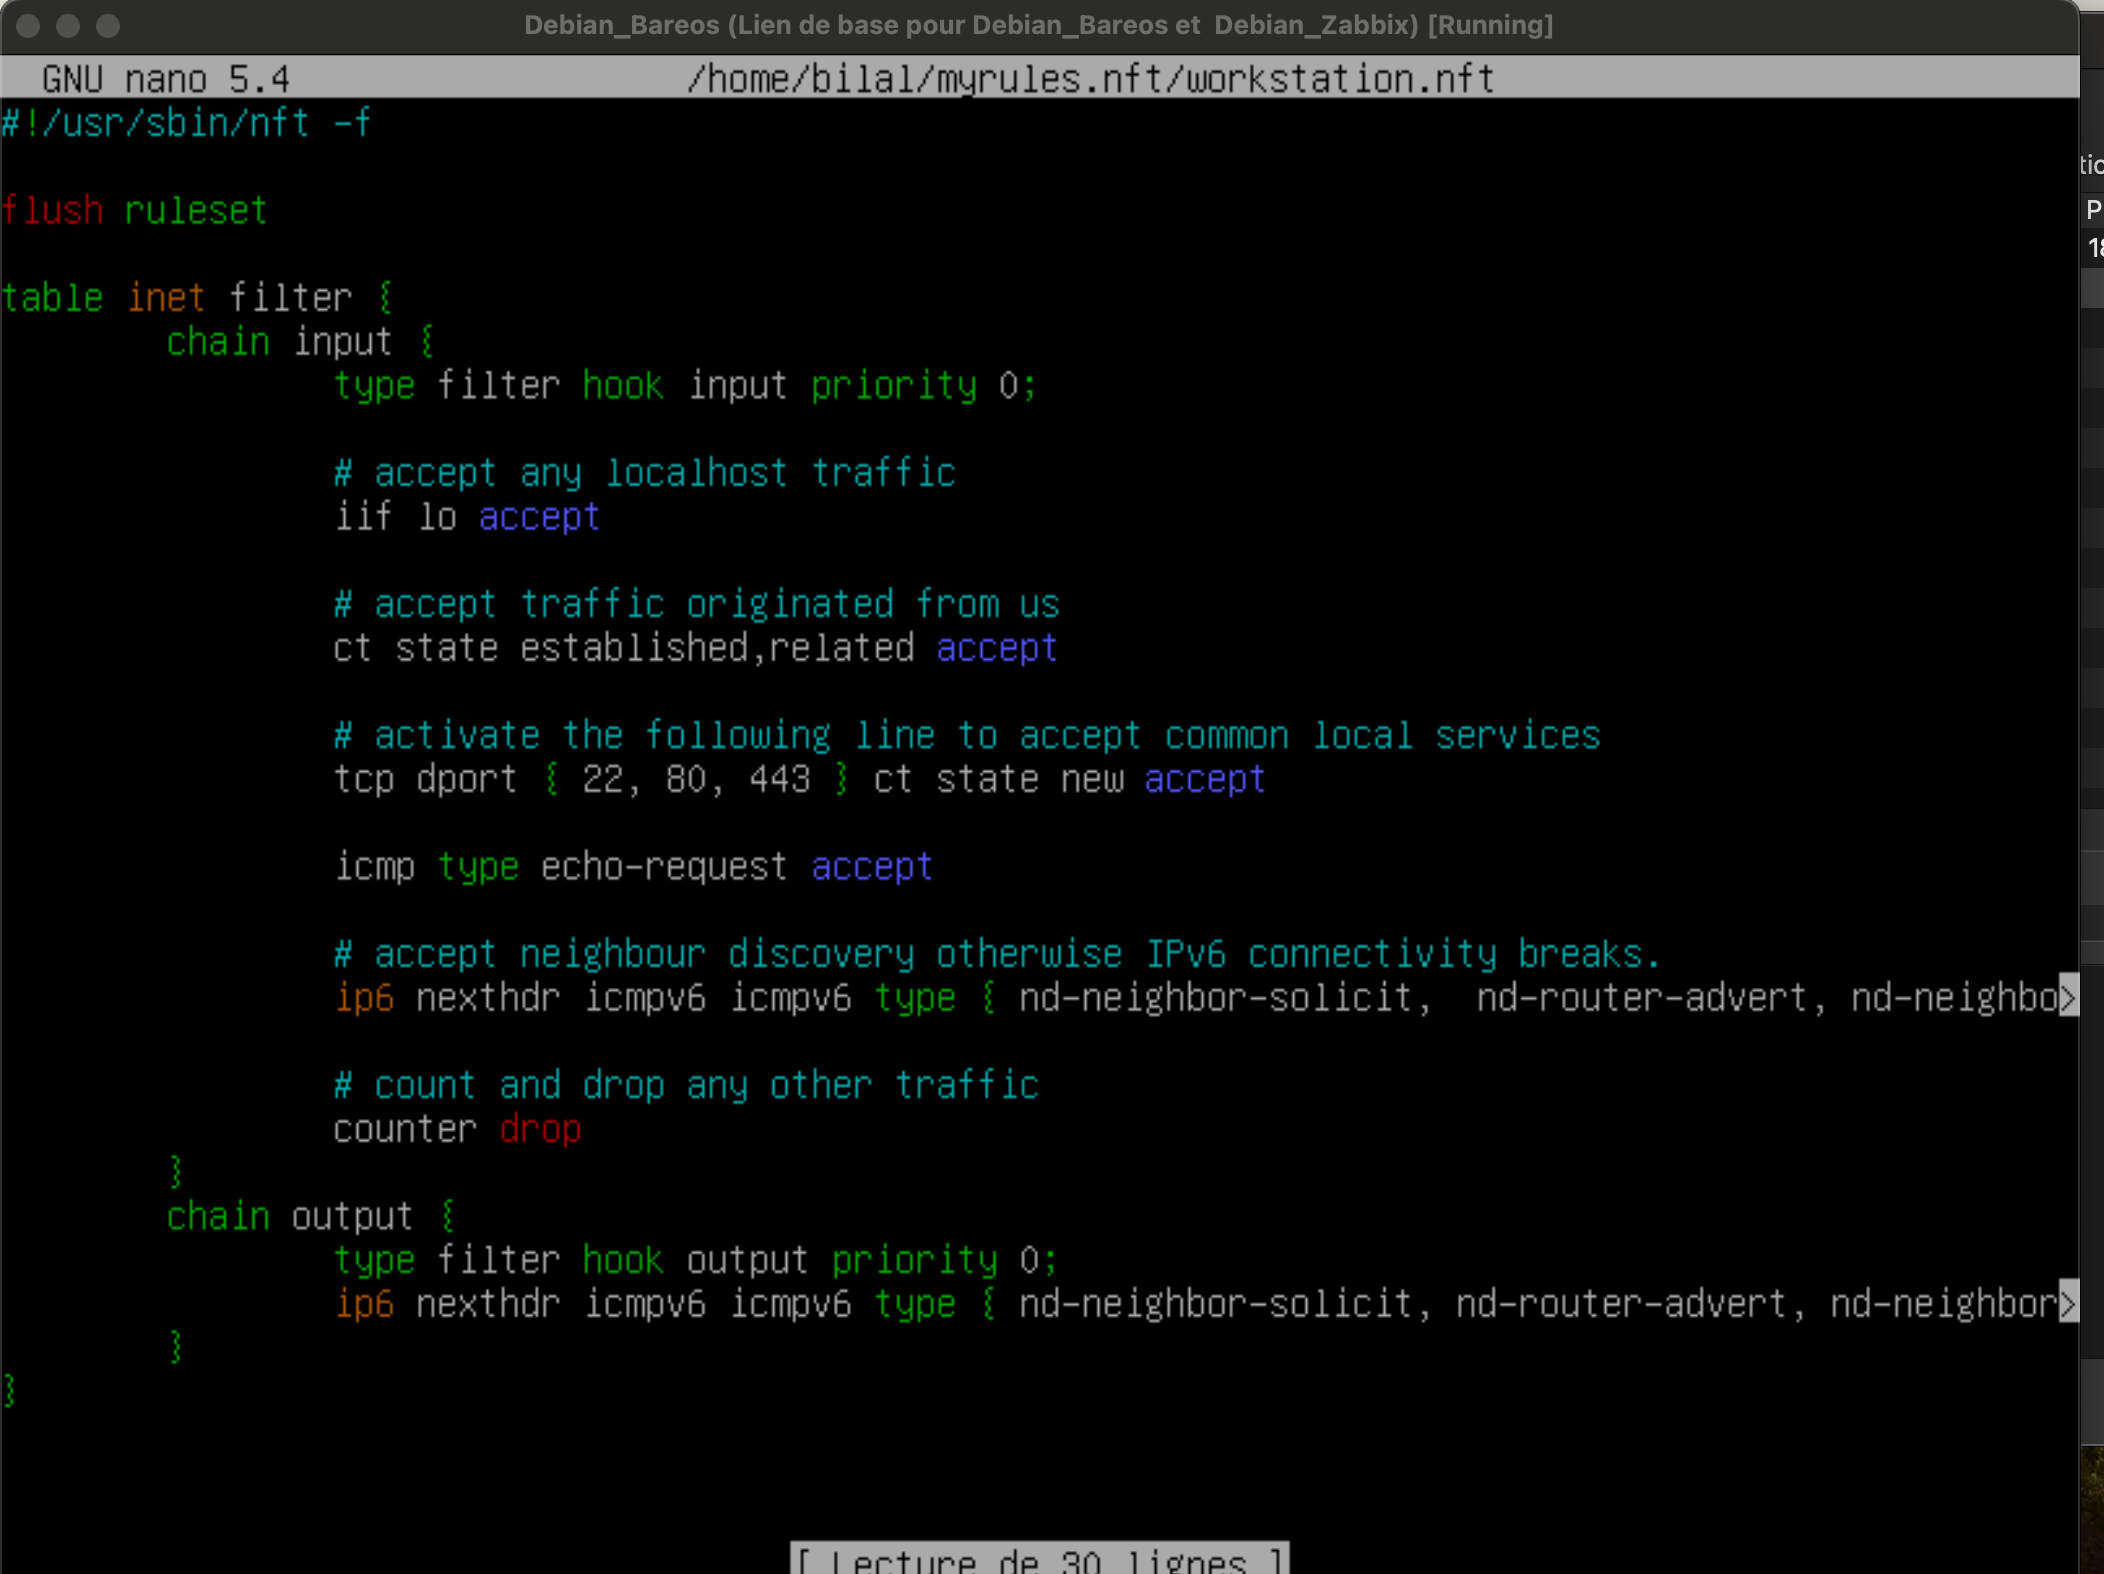 Debian_Bareos (Lien de base pour Debian_Bareos et Debian_Zabbix) [Running]
GNU nano 5.4 /home/bilal/myrules.nft/workstation.nft
#!/usr/sbin/nft -f
flush ruleset
table inet filter {
chain input {
type filter hook input priority 0;
# accept any localhost traffic
iif lo accept
# accept traffic originated from us
ct state established,related accept
# activate the following line to accept common local services
tcp dport { 22, 80, 443 } ct state new accept
icmp type echo-request accept
# accept neighbour discovery otherwise IPv6 connectivity breaks.
ip6 nexthdr icmpv6 icmpv6 type { nd-neighbor-solicit,  nd-router-advert, nd-neighbo>
# count and drop any other traffic
counter drop
}
chain output {
type filter hook output priority 0;
ip6 nexthdr icmpv6 icmpv6 type { nd-neighbor-solicit, nd-router-advert, nd-neighbor>
}
}
[ Lecture de 30 lignes ]